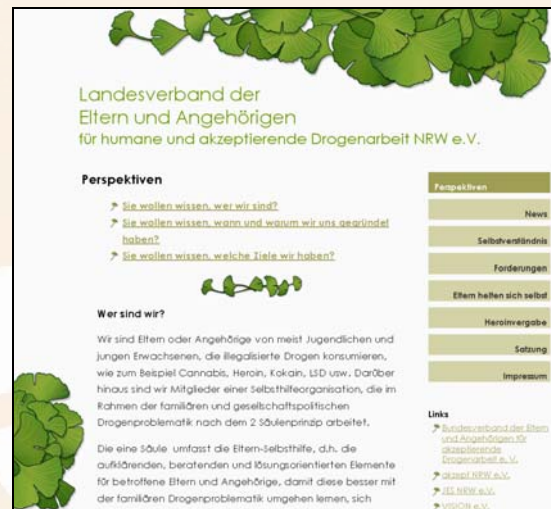 Landesverband der
Eltern und Angehörigen
für humane und akzeptierende Drogenarbeit NRW e.V.
Perspektiven
Sie wollen wissen, wer wir sind?
Sie wollen wissen, wann und warum wir uns gegründet
haben?
Sie wollen wissen, welche Ziele wir haben?
Wer sind wir?
Wir sind Eltern oder Angehörige von meist Jugendlichen und
jungen Erwachsenen, die illegalisierte Drogen konsumieren,
wie zum Beispiel Cannabis, Heroin, Kokain, LSD usw. Darüber
hinaus sind wir Mitglieder einer Selbsthilfeorganisation, die im
Rahmen der familiären und gesellschaftspolitischen
Drogenproblematik nach dem 2 Säulenprinzip arbeitet.
Die eine Säule umfasst die Eltern-Selbsthilfe, d.h. die
aufklärenden, beratenden und lösungsorientierten Elemente
für betroffene Eltern und Angehörige, damit diese besser mit
der familiären Drogenproblematik umgehen lernen, sich
Perspektiven
News
Selbstverständnis
Forderungen
Eltern helfen sich selbst
Heroinvergabe
Satzung
Impressum
Links
Bundesverband der Eltern
und Angehörigen für
akzeptierende
Drogenarbeit e. V.
akzept NRW e.V.
JES NRW e.V.
VISION e.V.